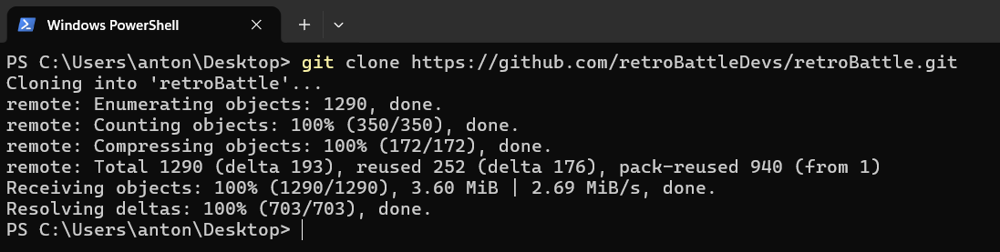 Windows PowerShell
PS C:\Users\anton\Desktop> git clone https://github.com/retroBattleDevs/retroBattle.git
Cloning into 'retroBattle'...
remote: Enumerating objects: 1290, done.
remote: Counting objects: 100% (350/350), done.
remote: Compressing objects: 100% (172/172), done.
remote: Total 1290 (delta 193), reused 252 (delta 176), pack-reused 940 (from 1)
Receiving objects: 100% (1290/1290), 3.60 MiB | 2.69 MiB/s, done.
Resolving deltas: 100% (703/703), done.
PS C:\Users\anton\Desktop>